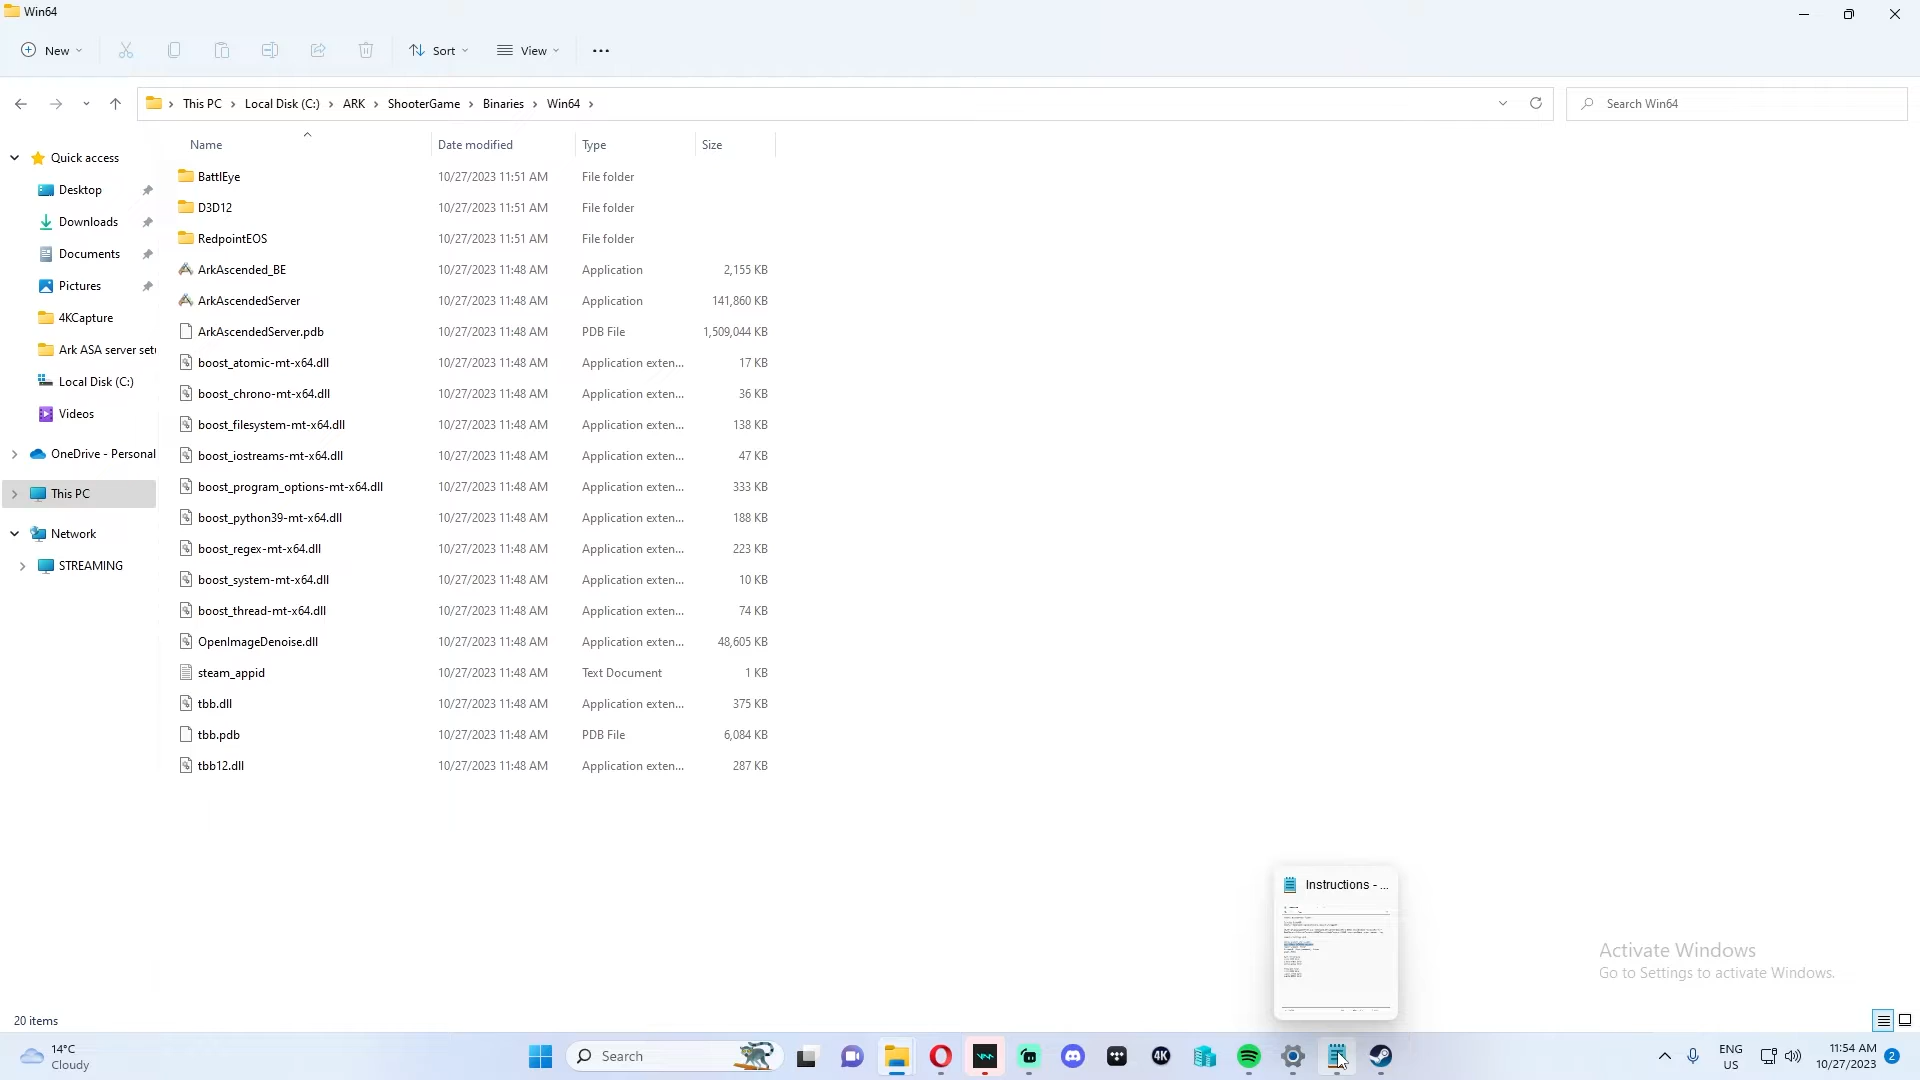 Win64
New
Sort
View
This PC > Local Disk (C:) > ARK > ShooterGame > Binaries > Win64 >
Search Win64
Name Date modified Type Size
Quick access
Desktop
Downloads
Documents
Pictures
4KCapture
Ark ASA server set
Local Disk (C:)
Videos
OneDrive - Personal
This PC
Network
STREAMING
BattlEye 10/27/2023 11:51 AM File folder
D3D12 10/27/2023 11:51 AM File folder
RedpointEOS 10/27/2023 11:51 AM File folder
ArkAscended_BE 10/27/2023 11:48 AM Application 2,155 KB
ArkAscendedServer 10/27/2023 11:48 AM Application 141,860 KB
ArkAscendedServer.pdb 10/27/2023 11:48 AM PDB File 1,509,044 KB
boost_atomic-mt-x64.dll 10/27/2023 11:48 AM Application exten... 17 KB
boost_chrono-mt-x64.dll 10/27/2023 11:48 AM Application exten... 36 KB
boost_filesystem-mt-x64.dll 10/27/2023 11:48 AM Application exten... 138 KB
boost_iostreams-mt-x64.dll 10/27/2023 11:48 AM Application exten... 47 KB
boost_program_options-mt-x64.dll 10/27/2023 11:48 AM Application exten... 333 KB
boost_python39-mt-x64.dll 10/27/2023 11:48 AM Application exten... 188 KB
boost_regex-mt-x64.dll 10/27/2023 11:48 AM Application exten... 223 KB
boost_system-mt-x64.dll 10/27/2023 11:48 AM Application exten... 10 KB
boost_thread-mt-x64.dll 10/27/2023 11:48 AM Application exten... 74 KB
OpenImageDenoise.dll 10/27/2023 11:48 AM Application exten... 48,605 KB
steam_appid 10/27/2023 11:48 AM Text Document 1 KB
tbb.dll 10/27/2023 11:48 AM Application exten... 375 KB
tbb.pdb 10/27/2023 11:48 AM PDB File 6,084 KB
tbb12.dll 10/27/2023 11:48 AM Application exten... 287 KB
Instructions - ...
Activate Windows
Go to Settings to activate Windows.
20 items
14°C
Cloudy
Search
4K
ENG
US
11:54 AM
10/27/2023
2